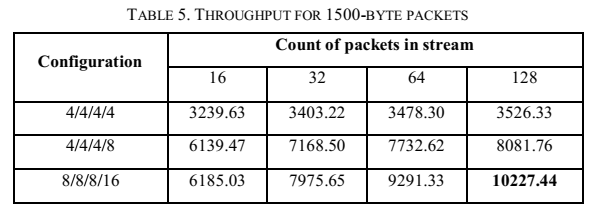 TABLE 5. THROUGHPUT FOR 1500-BYTE PACKETS
Configuration Count of packets in stream
16 32 64 128
4/4/4/4 3239.63 3403.22 3478.30 3526.33
4/4/4/8 6139.47 7168.50 7732.62 8081.76
8/8/8/16 6185.03 7975.65 9291.33 10227.44